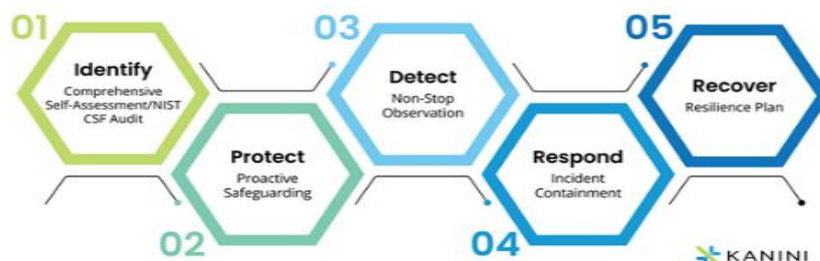 01
Identify
Comprehensive
Self-Assessment/NIST
CSF Audit
02
Protect
Proactive
Safeguarding
03
Detect
Non-Stop
Observation
04
Respond
Incident
Containment
05
Recover
Resilience Plan
KANINI